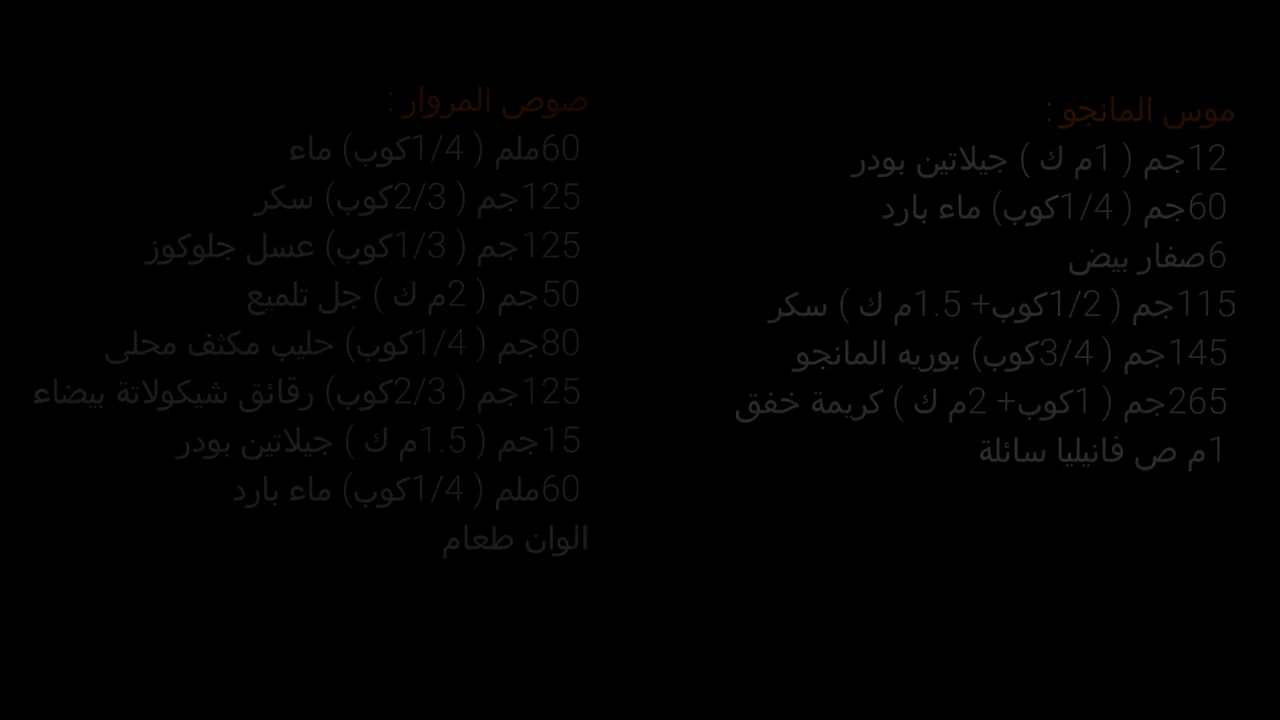 موس المانجو :
12جم ( 1م ك ) جيلاتين بودر
60جم ( 1/4كوب) ماء بارد
6صفار بيض
115جم ( 1/2كوب+ 1.5م ك ) سكر
145جم ( 3/4كوب) بوريه المانجو
265جم ( 1كوب+ 2م ك ) كريمة خفق
1م ص فانيليا سائلة
صوص المروار :
60ملم ( 1/4كوب) ماء
125جم ( 2/3كوب) سكر
125جم ( 1/3كوب) عسل جلوكوز
50جم ( 2م ك ) جل تلميع
80جم ( 1/4كوب) حليب مكثف محلى
125جم ( 2/3كوب) رقائق شيكولاتة بيضاء
15جم ( 1.5م ك ) جيلاتين بودر
60ملم ( 1/4كوب) ماء بارد
الوان طعام